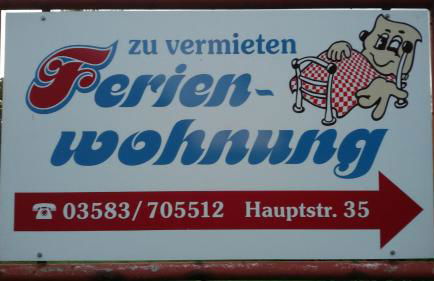 zu vermieten
Ferien-
wohnung
☎ 03583/705512 Hauptstr. 35